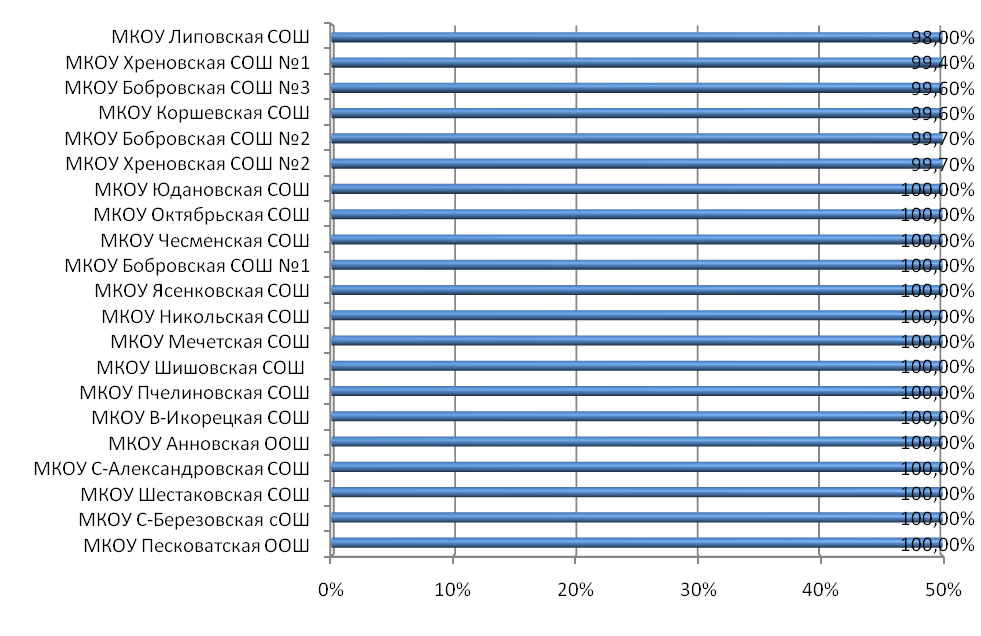 МКОУ Липовская СОШ 98,00%
МКОУ Хреновская СОШ №1 99,40%
МКОУ Бобровская СОШ №3 99,60%
МКОУ Коршевская СОШ 99,60%
МКОУ Бобровская СОШ №2 99,70%
МКОУ Хреновская СОШ №2 99,70%
МКОУ Юдановская СОШ 100,00%
МКОУ Октябрьская СОШ 100,00%
МКОУ Чесменская СОШ 100,00%
МКОУ Бобровская СОШ №1 100,00%
МКОУ Ясенковская СОШ 100,00%
МКОУ Никольская СОШ 100,00%
МКОУ Мечетская СОШ 100,00%
МКОУ Шишовская СОШ 100,00%
МКОУ Пчелиновская СОШ 100,00%
МКОУ В-Икорецкая СОШ 100,00%
МКОУ Анновская ООШ 100,00%
МКОУ С-Александровская СОШ 100,00%
МКОУ Шестаковская СОШ 100,00%
МКОУ С-Березовская сОШ 100,00%
МКОУ Песковатская ООШ 100,00%
0% 10% 20% 30% 40% 50%